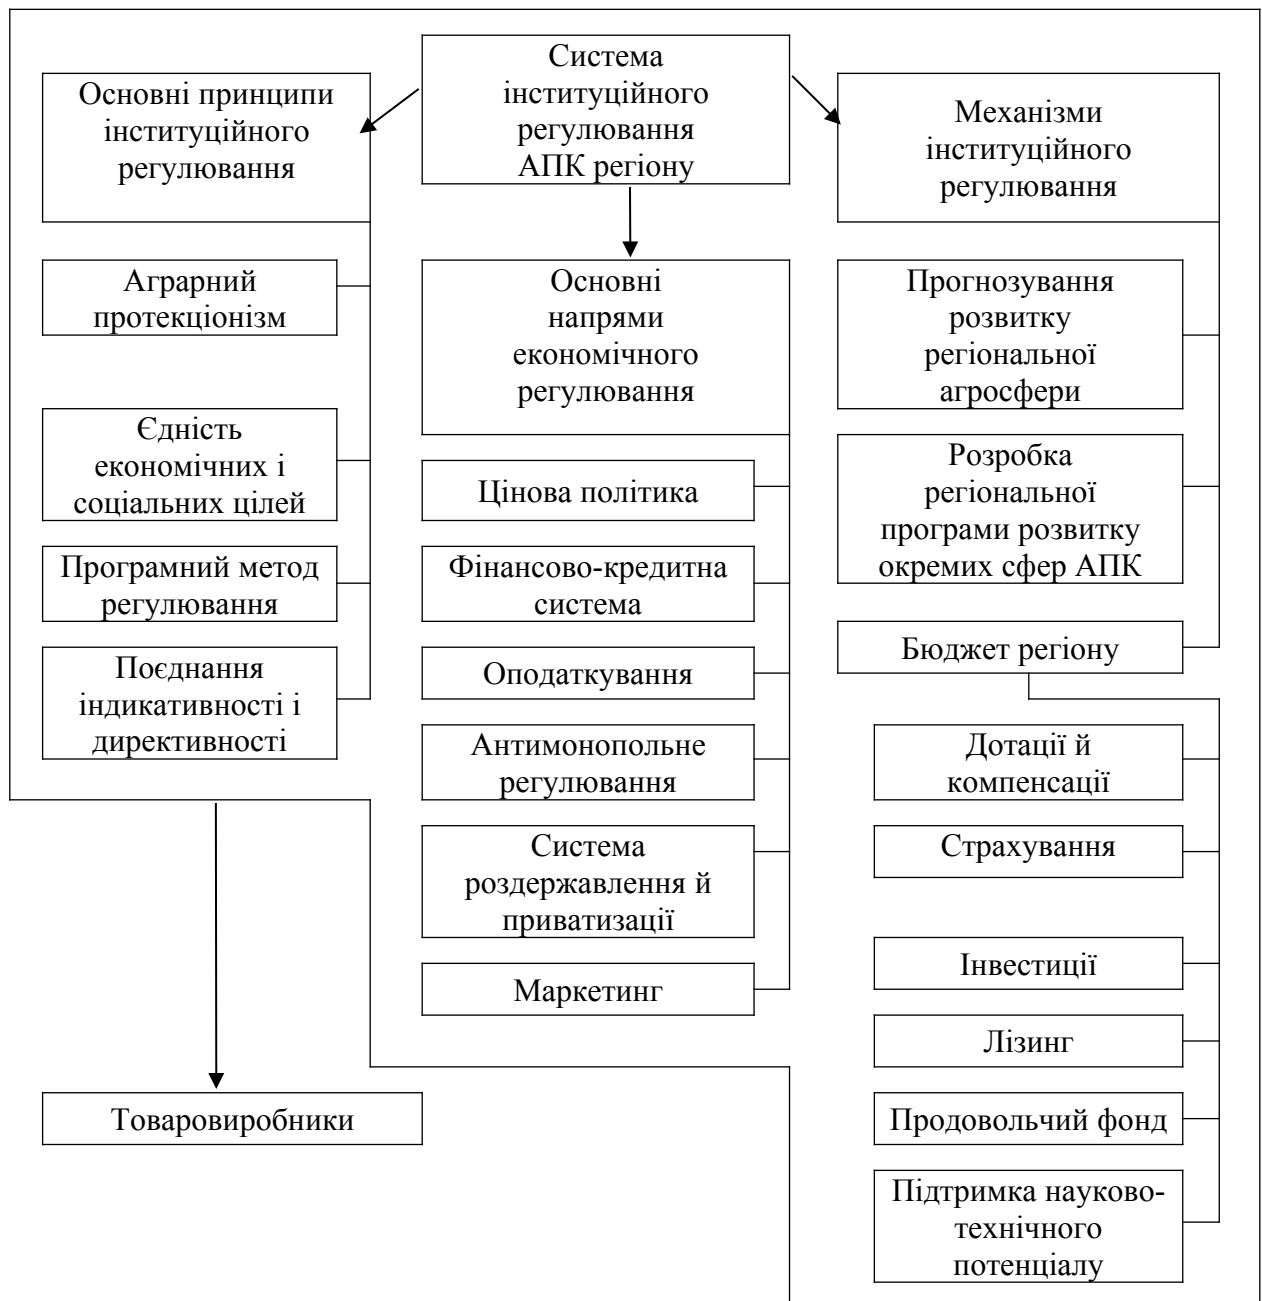 Система
інституційного
регулювання
АПК регіону
Основні принципи
інституційного
регулювання
Аграрний
протекціонізм
Єдність
економічних і
соціальних цілей
Програмний метод
регулювання
Поєднання
індикативності і
директивності
Товаровиробники
Основні
напрями
економічного
регулювання
Цінова політика
Фінансово-кредитна
система
Оподаткування
Антимонопольне
регулювання
Система
роздержавлення й
приватизації
Маркетинг
Механізми
інституційного
регулювання
Прогнозування
розвитку
регіональної
агросфери
Розробка
регіональної
програми розвитку
окремих сфер АПК
Бюджет регіону
Дотації й
компенсації
Страхування
Інвестиції
Лізинг
Продовольчий фонд
Підтримка науково-
технічного
потенціалу